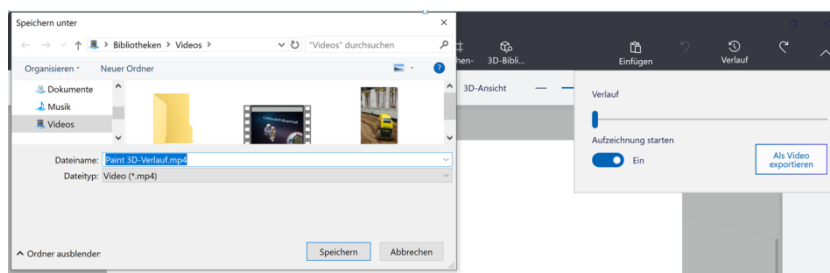 Speichern unter
Bibliotheken > Videos >
"Videos" durchsuchen
Organisieren
Neuer Ordner
Dokumente
Musik
Videos
Dateiname: Paint 3D-Verlauf.mp4
Dateityp: Video (*.mp4)
Ordner ausblenden
Speichern
Abbrechen
hen-
3D-Bibli...
Einfügen
Verlauf
3D-Ansicht
Verlauf
Aufzeichnung starten
Ein
Als Video
exportieren